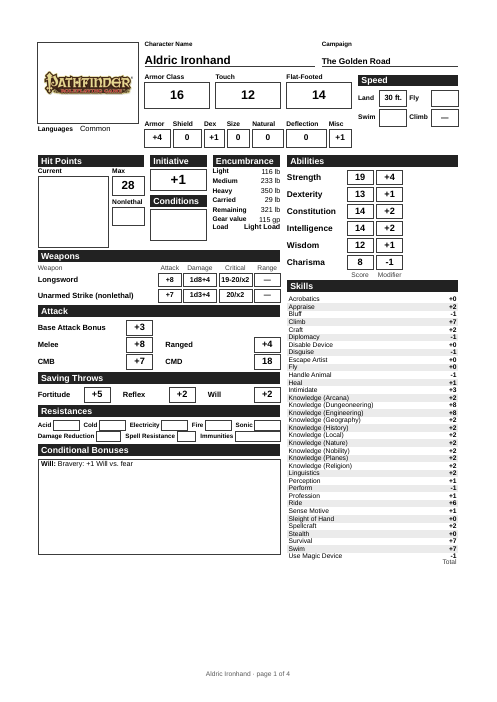 Character Name
Campaign
Aldric Ironhand
The Golden Road
PATHFINDER
ROLEPLAYING GAME
Languages Common
Armor Class Touch Flat-Footed
16 12 14
Armor Shield Dex Size Natural Deflection Misc
+4 0 +1 0 0 0 +1
Speed
Land 30 ft. Fly
Swim Climb —
Hit Points
Current Max
28
Nonlethal
Initiative
+1
Conditions
Encumbrance
Light 116 lb
Medium 233 lb
Heavy 350 lb
Carried 29 lb
Remaining 321 lb
Gear value 115 gp
Load Light Load
Abilities
Strength 19 +4
Dexterity 13 +1
Constitution 14 +2
Intelligence 14 +2
Wisdom 12 +1
Charisma 8 -1
Score Modifier
Weapons
Weapon Attack Damage Critical Range
Longsword +8 1d8+4 19-20/x2 —
Unarmed Strike (nonlethal) +7 1d3+4 20/x2 —
Attack
Base Attack Bonus +3
Melee +8 Ranged +4
CMB +7 CMD 18
Saving Throws
Fortitude +5 Reflex +2 Will +2
Resistances
Acid Cold Electricity Fire Sonic
Damage Reduction Spell Resistance Immunities
Conditional Bonuses
Will: Bravery: +1 Will vs. fear
Skills
Acrobatics +0
Appraise +2
Bluff -1
Climb +7
Craft +2
Diplomacy -1
Disable Device +0
Disguise -1
Escape Artist +0
Fly +0
Handle Animal -1
Heal +1
Intimidate +3
Knowledge (Arcana) +2
Knowledge (Dungeoneering) +8
Knowledge (Engineering) +8
Knowledge (Geography) +2
Knowledge (History) +2
Knowledge (Local) +2
Knowledge (Nature) +2
Knowledge (Nobility) +2
Knowledge (Planes) +2
Knowledge (Religion) +2
Linguistics +2
Perception +1
Perform -1
Profession +1
Ride +6
Sense Motive +1
Sleight of Hand +0
Spellcraft +2
Stealth +0
Survival +7
Swim +7
Use Magic Device -1
Total
Aldric Ironhand · page 1 of 4